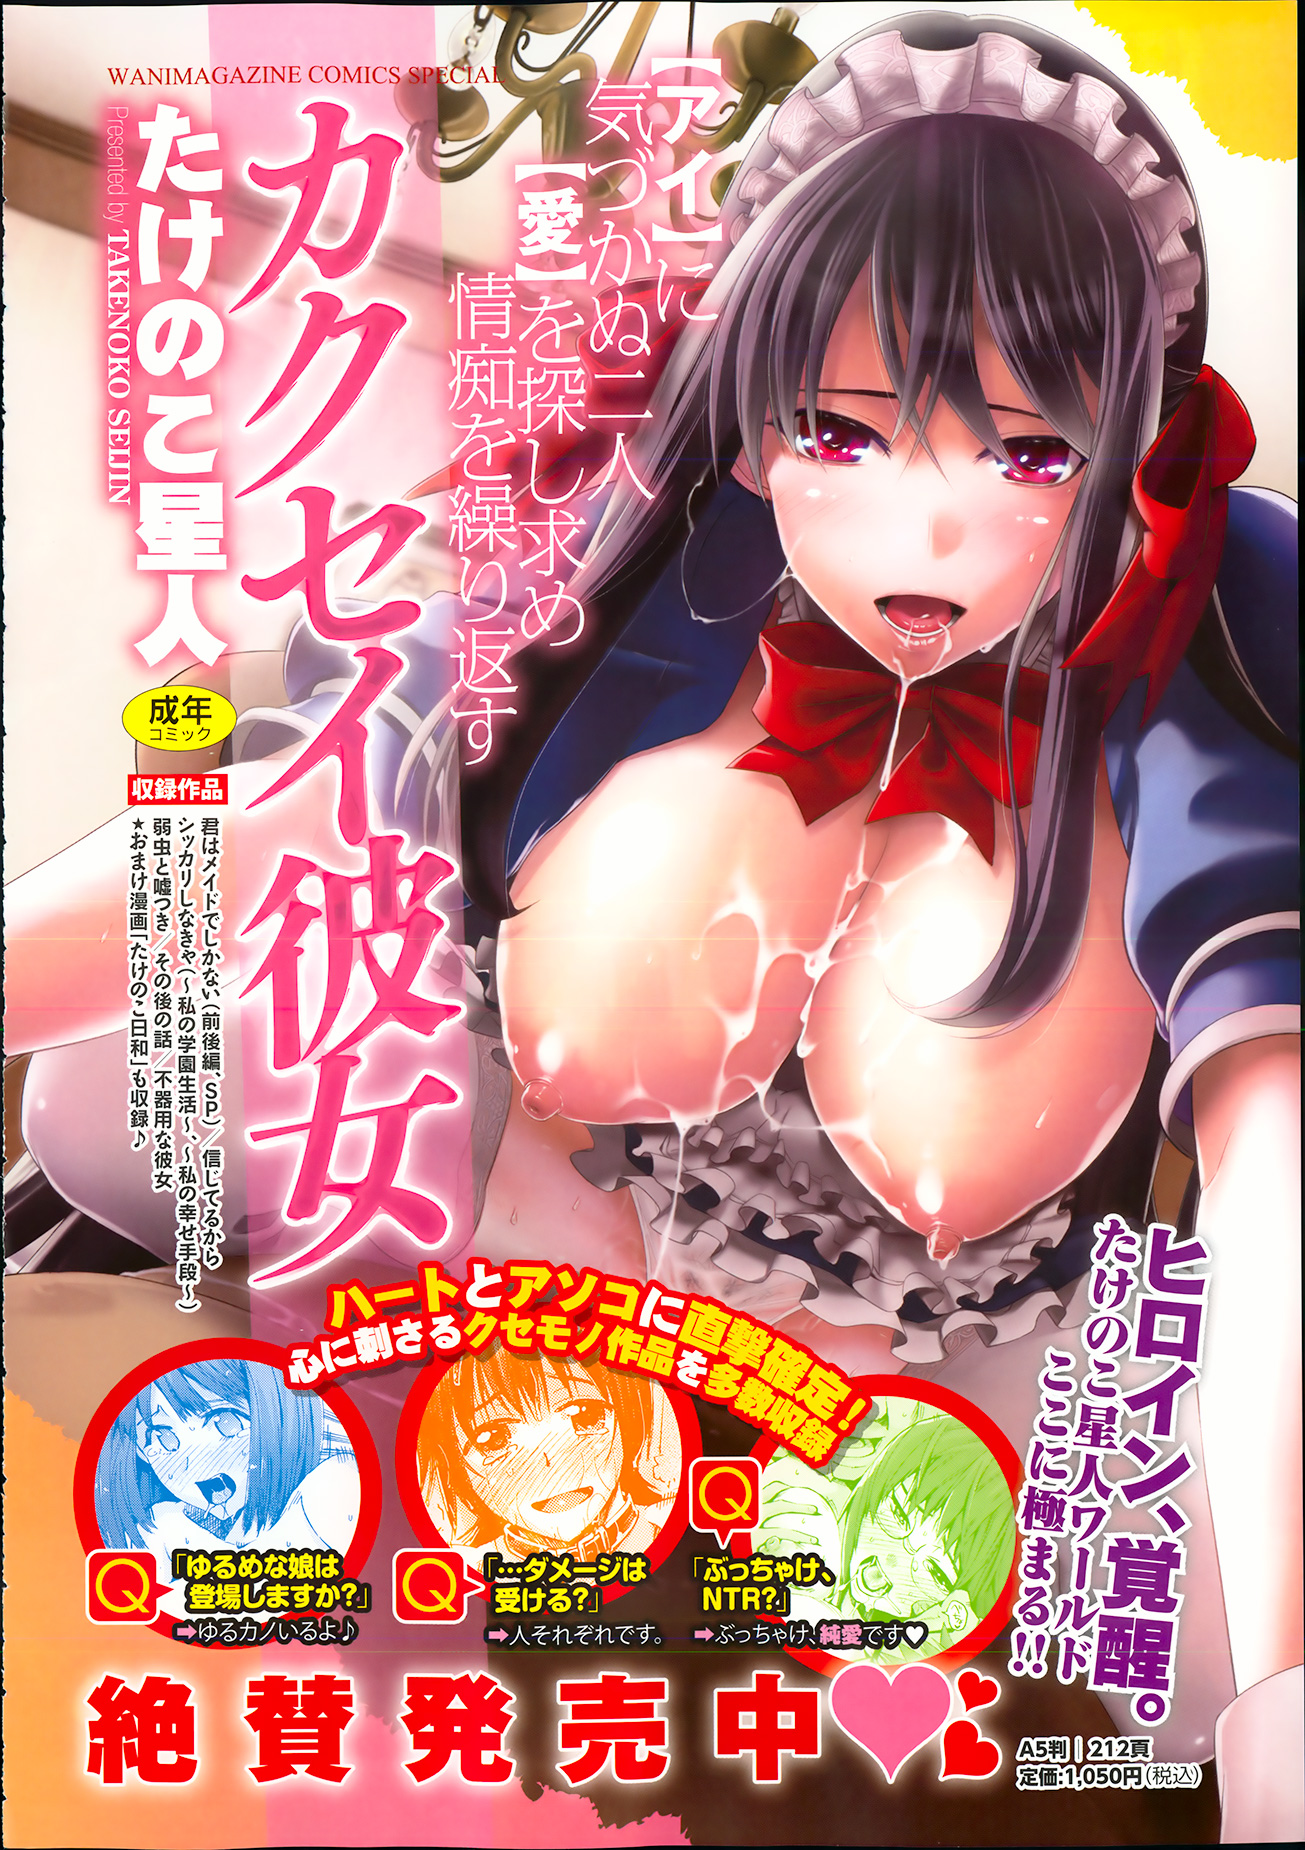 WANIMAGAZINE COMICS SPECIAL
【アイ】に
気づかぬ二人
【愛】を探し求め
情痴を繰り返す
カクセイ彼女
たけのこ星人
Presented by TAKENOKO SEIJIN
成年
コミック
収録作品
君はメイドでしかない(前後編、SP)/信じてるから
シッカリしなきゃ(〜私の学園生活〜、〜私の幸せ手段〜)
弱虫と嘘つき/その後の話/不器用な彼女
★おまけ漫画「たけのこ日和」も収録♪
ハートとアソコに直撃確定!
心に刺さるクセモノ作品を多数収録
Q
「ゆるめな娘は
登場しますか?」
➡ゆるカノいるよ♪
Q
「…ダメージは
受ける?」
➡人それぞれです。
Q
「ぶっちゃけ、
NTR?」
➡ぶっちゃけ、純愛です♥
ヒロイン、覚醒。
たけのこ星人ワールド
ここに極まる!!
絶賛発売中♥
A5判|212頁
定価:1,050円(税込)